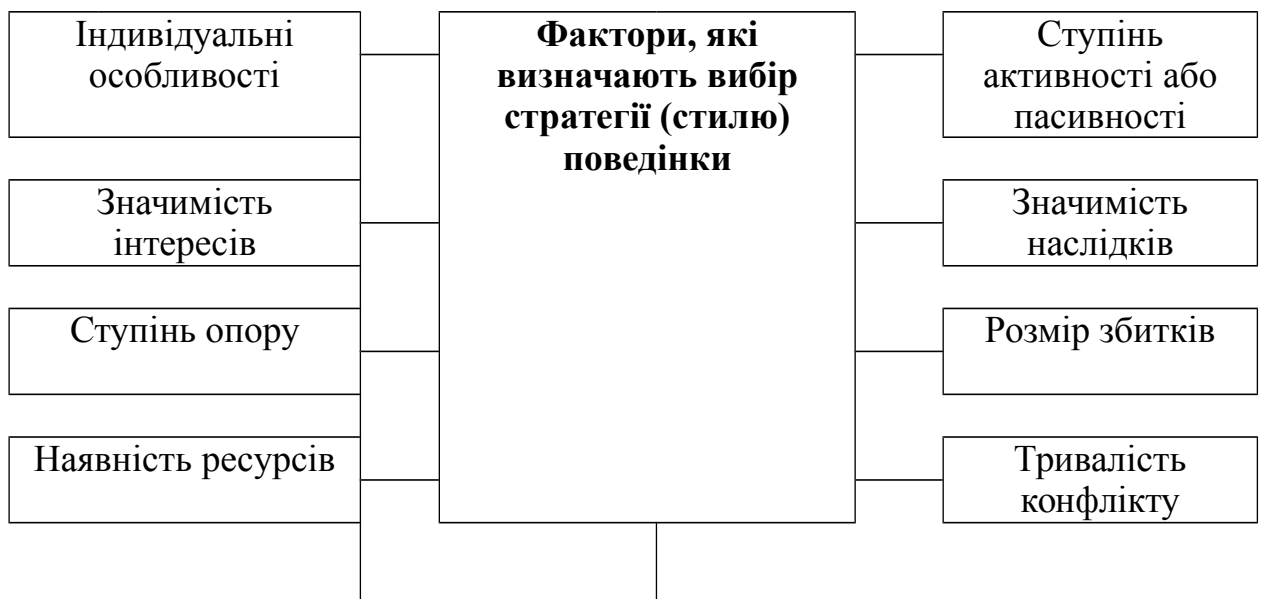 Індивідуальні
особливості
Фактори, які
визначають вибір
стратегії (стилю)
поведінки
Ступінь
активності або
пасивності
Значимість
інтересів
Значимість
наслідків
Ступінь опору
Розмір збитків
Наявність ресурсів
Тривалість
конфлікту